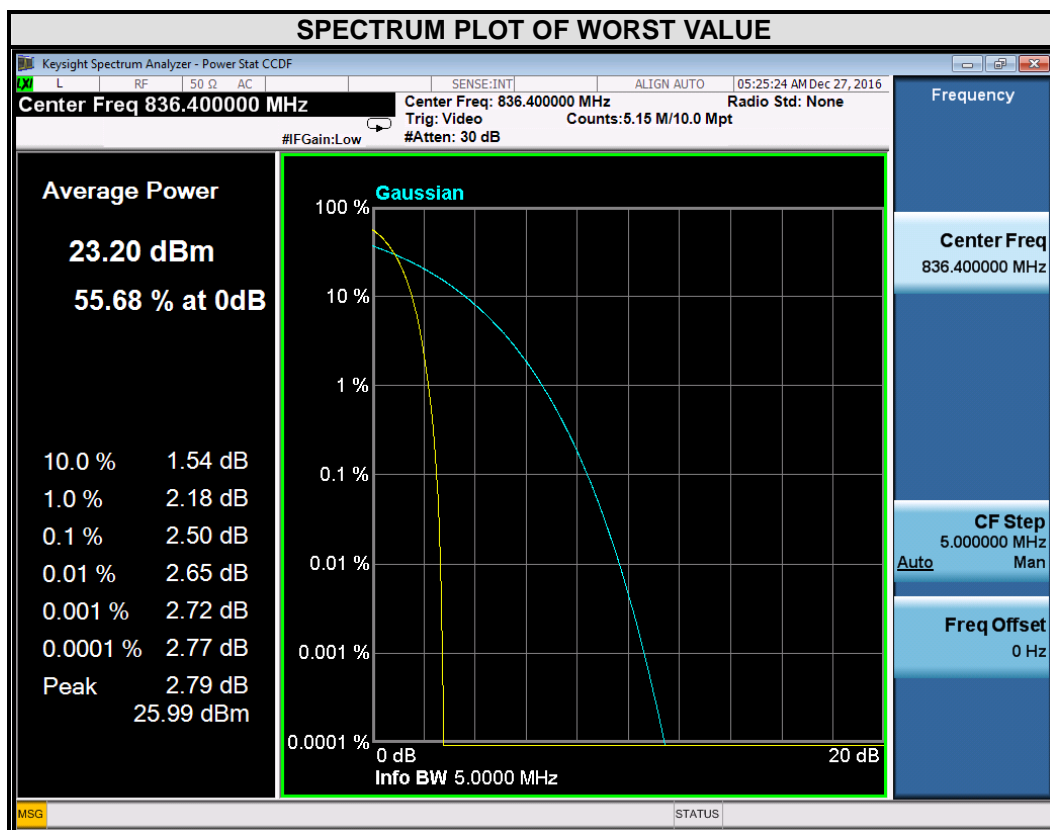 SPECTRUM PLOT OF WORST VALUE
Keysight Spectrum Analyzer - Power Stat CCDF
LXI L RF 50 Ω AC SENSE:INT ALIGN AUTO 05:25:24 AM Dec 27, 2016
Center Freq 836.400000 MHz
Center Freq: 836.400000 MHz Radio Std: None
Trig: Video Counts:5.15 M/10.0 Mpt
#IFGain:Low #Atten: 30 dB
Frequency
Average Power
23.20 dBm
55.68 % at 0dB
10.0 % 1.54 dB
1.0 % 2.18 dB
0.1 % 2.50 dB
0.01 % 2.65 dB
0.001 % 2.72 dB
0.0001 % 2.77 dB
Peak 2.79 dB
25.99 dBm
Gaussian
100 %
10 %
1 %
0.1 %
0.01 %
0.001 %
0.0001 %
0 dB 20 dB
Info BW 5.0000 MHz
Center Freq
836.400000 MHz
CF Step
5.000000 MHz
Auto Man
Freq Offset
0 Hz
MSG STATUS